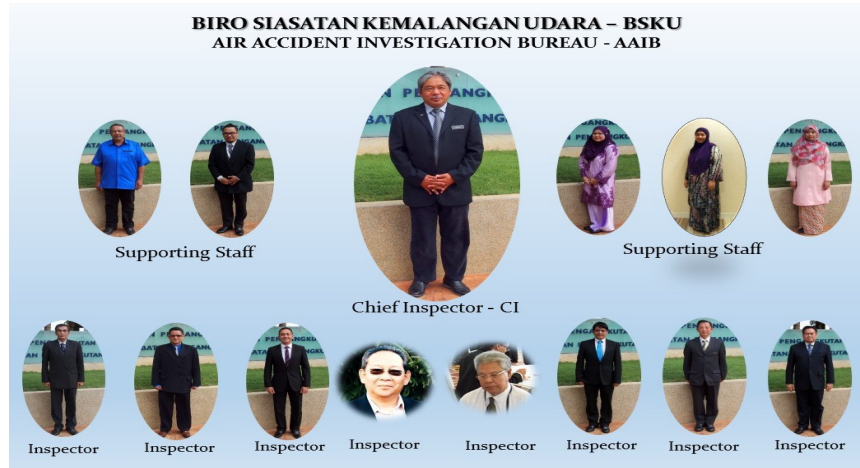 BIRO SIASATAN KEMALANGAN UDARA – BSKU
AIR ACCIDENT INVESTIGATION BUREAU - AAIB
Supporting Staff
Supporting Staff
Chief Inspector - CI
Inspector
Inspector
Inspector
Inspector
Inspector
Inspector
Inspector
Inspector